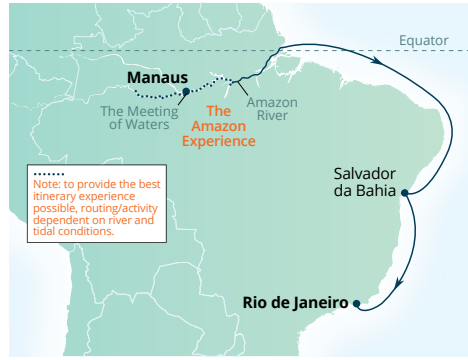 Equator
Manaus
The Meeting
of Waters
The
Amazon
Experience
Amazon
River
Salvador
da Bahia
Note: to provide the best
itinerary experience
possible, routing/activity
dependent on river and
tidal conditions.
Rio de Janeiro